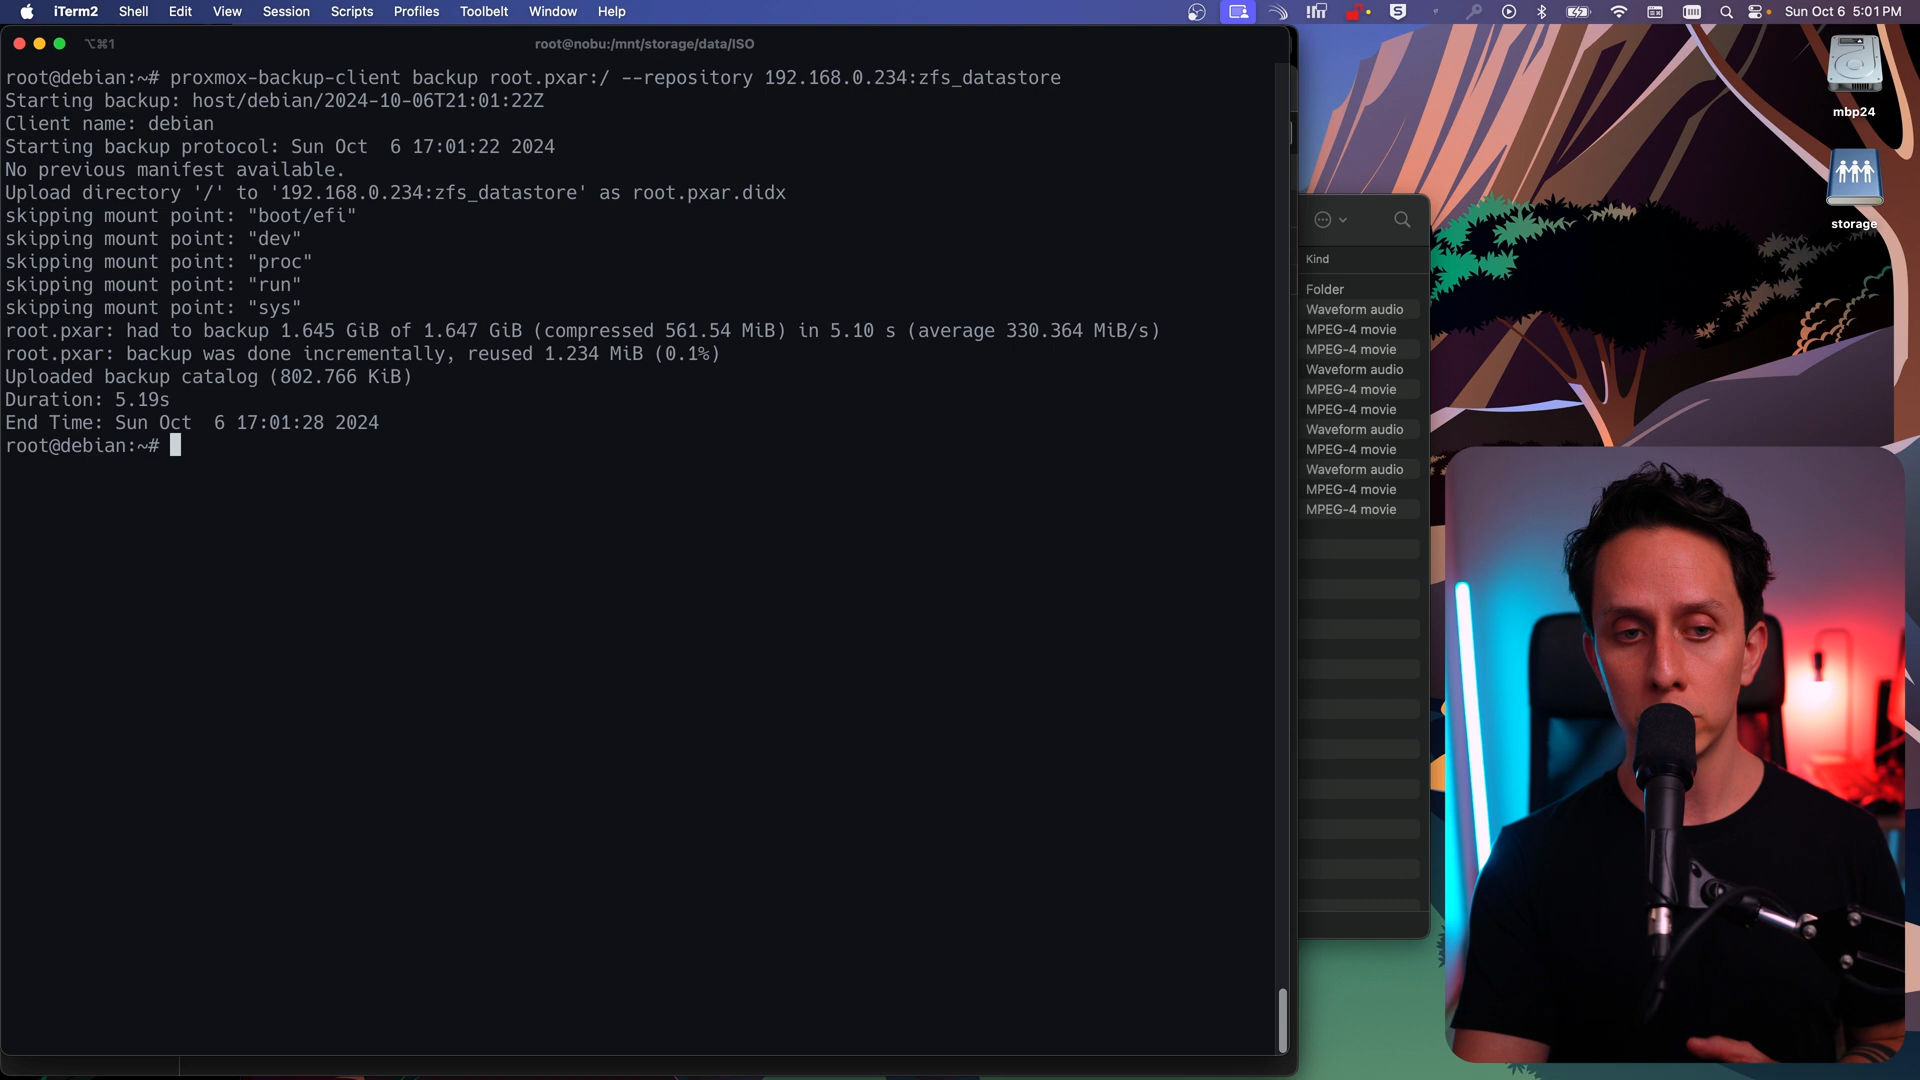 iTerm2 Shell Edit View Session Scripts Profiles Toolbelt Window Help Sun Oct 6 5:01 PM
⌥⌘1 root@nobu:/mnt/storage/data/ISO
root@debian:~# proxmox-backup-client backup root.pxar:/ --repository 192.168.0.234:zfs_datastore
Starting backup: host/debian/2024-10-06T21:01:22Z
Client name: debian
Starting backup protocol: Sun Oct  6 17:01:22 2024
No previous manifest available.
Upload directory '/' to '192.168.0.234:zfs_datastore' as root.pxar.didx
skipping mount point: "boot/efi"
skipping mount point: "dev"
skipping mount point: "proc"
skipping mount point: "run"
skipping mount point: "sys"
root.pxar: had to backup 1.645 GiB of 1.647 GiB (compressed 561.54 MiB) in 5.10 s (average 330.364 MiB/s)
root.pxar: backup was done incrementally, reused 1.234 MiB (0.1%)
Uploaded backup catalog (802.766 KiB)
Duration: 5.19s
End Time: Sun Oct  6 17:01:28 2024
root@debian:~#
Kind
Folder
Waveform audio
MPEG-4 movie
MPEG-4 movie
Waveform audio
MPEG-4 movie
MPEG-4 movie
Waveform audio
MPEG-4 movie
Waveform audio
MPEG-4 movie
MPEG-4 movie
mbp24
storage